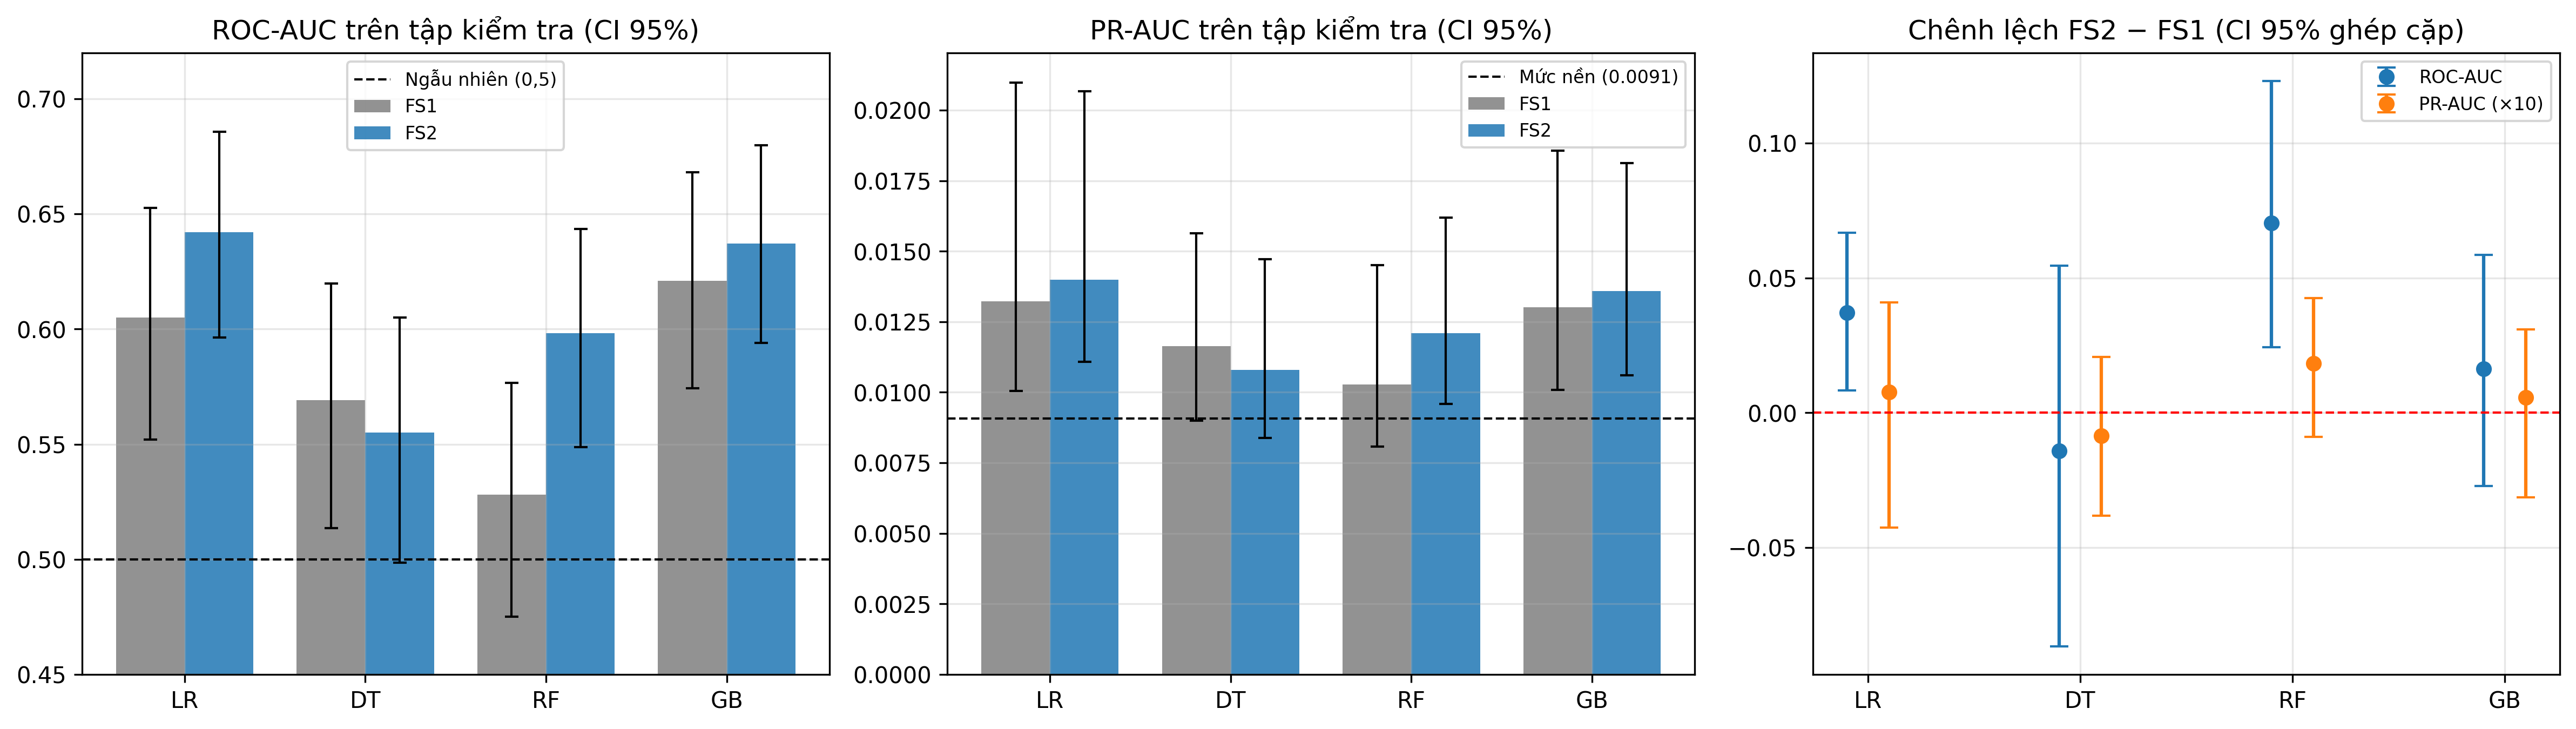 ROC-AUC trên tập kiểm tra (CI 95%)
Ngẫu nhiên (0,5)
FS1
FS2
0.70
0.65
0.60
0.55
0.50
0.45
LR
DT
RF
GB
PR-AUC trên tập kiểm tra (CI 95%)
Mức nền (0.0091)
FS1
FS2
0.0200
0.0175
0.0150
0.0125
0.0100
0.0075
0.0050
0.0025
0.0000
LR
DT
RF
GB
Chênh lệch FS2 − FS1 (CI 95% ghép cặp)
ROC-AUC
PR-AUC (×10)
0.10
0.05
0.00
−0.05
LR
DT
RF
GB